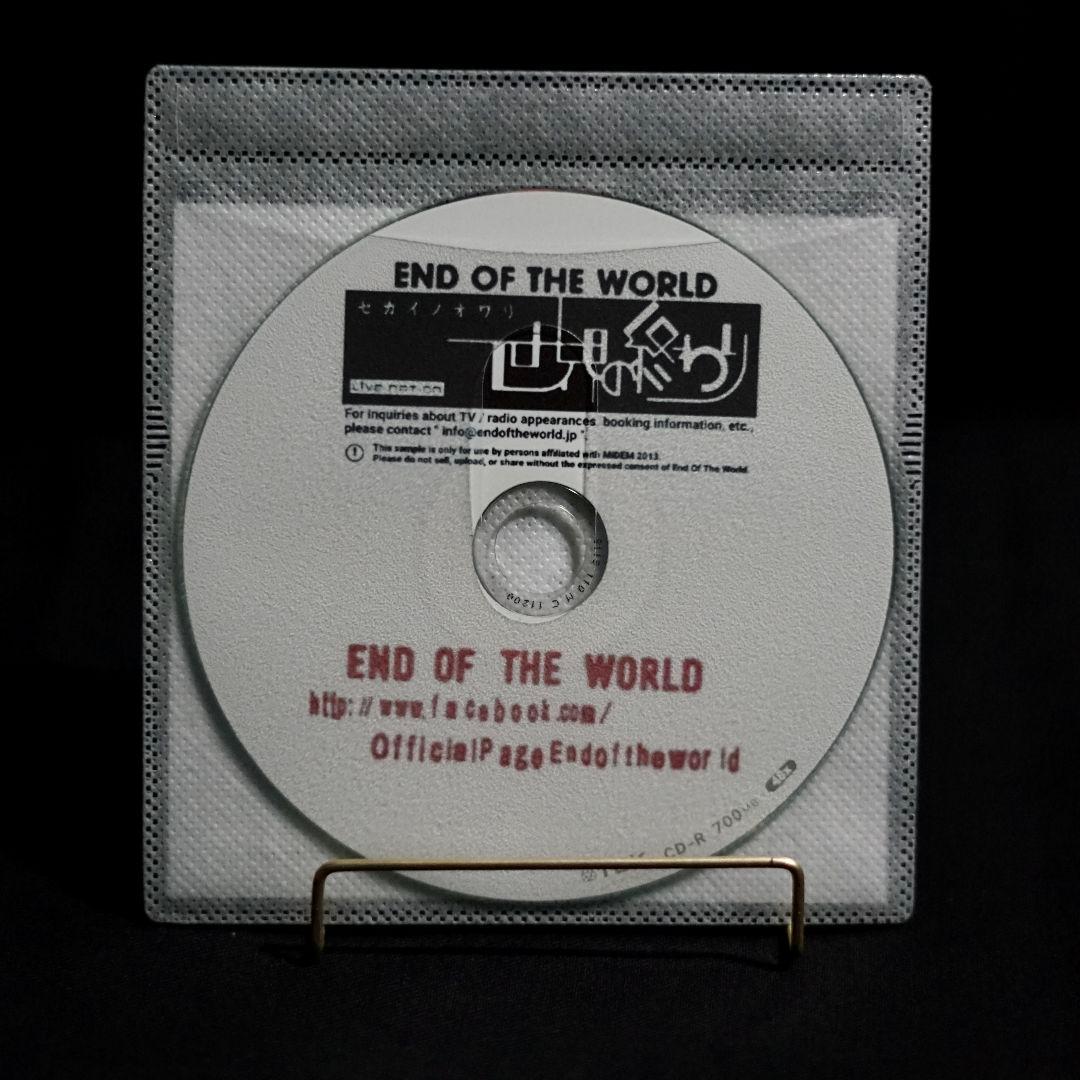 END OF THE WORLD
セカイノオワリ
世界の終わり
For inquiries about TV / radio appearances, booking information, etc.,
please contact " info@endoftheworld.jp "
This sample is only for use by persons affiliated with MIDEM 2013.
Please do not sell, upload, or share without the expressed consent of End Of The World.
END OF THE WORLD
http://www.facebook.com/
OfficialPageEndoftheworld
CD-R 700MB
48x